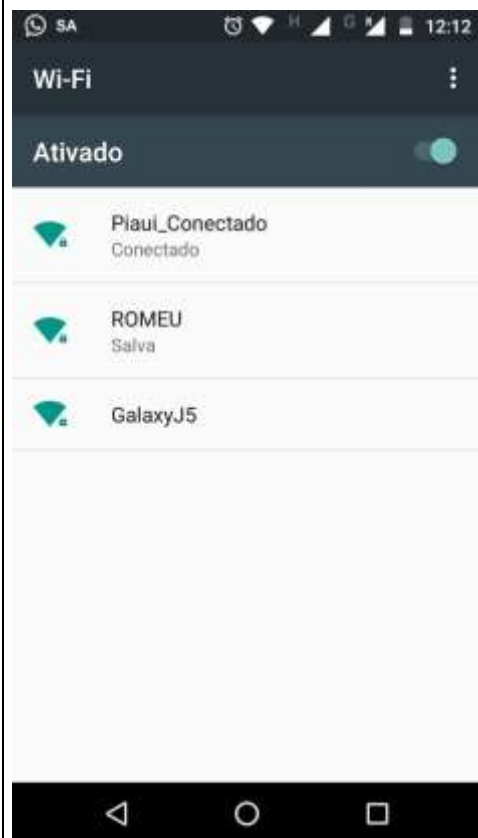 SA H G R 12:12
Wi-Fi
Ativado
Piaui_Conectado
Conectado
ROMEU
Salva
GalaxyJ5